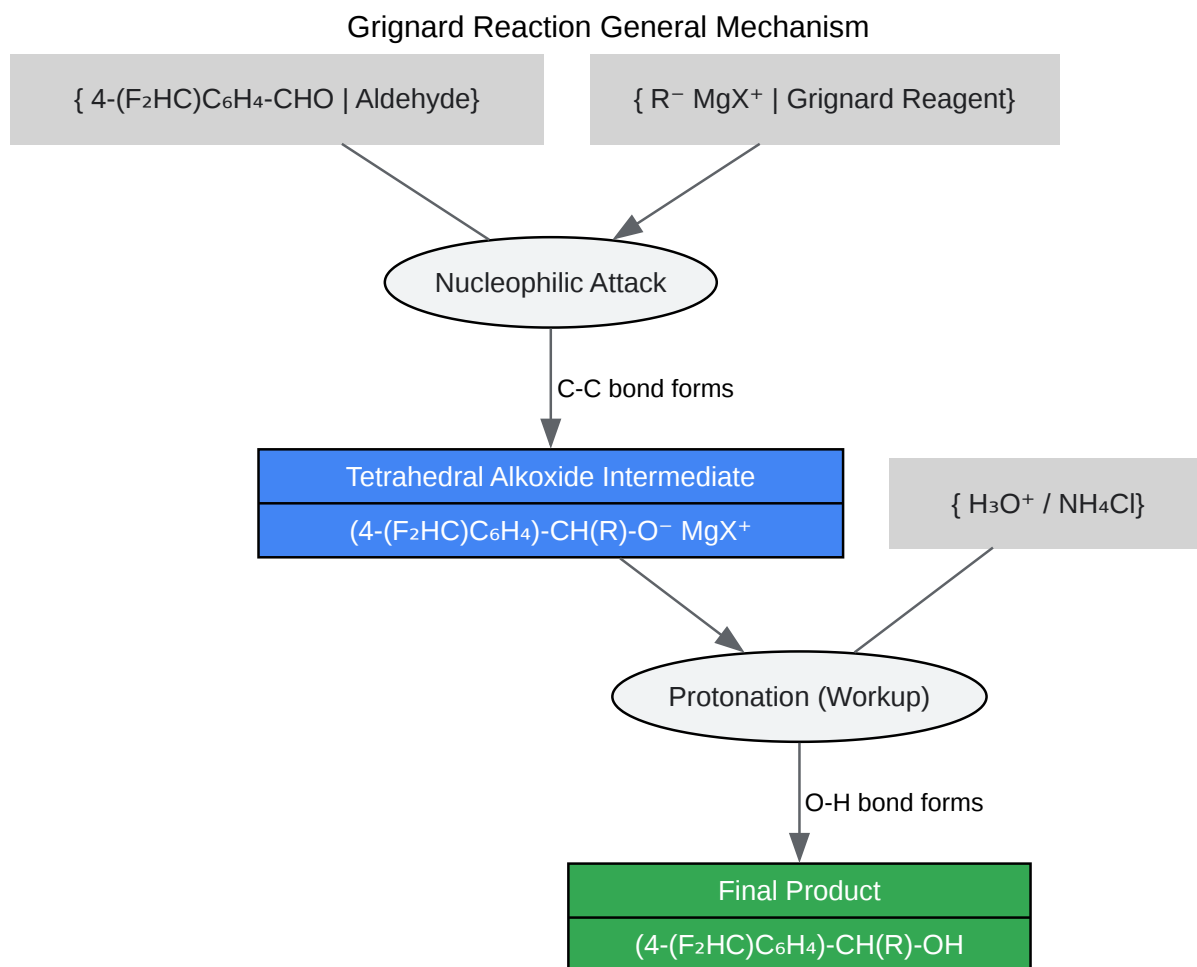 Grignard Reaction General Mechanism
{ 4-(F₂HC)C₆H₄-CHO | Aldehyde}
{ R⁻ MgX⁺ | Grignard Reagent}
Nucleophilic Attack
C-C bond forms
Tetrahedral Alkoxide Intermediate
(4-(F₂HC)C₆H₄)-CH(R)-O⁻ MgX⁺
{ H₃O⁺ / NH₄Cl}
Protonation (Workup)
O-H bond forms
Final Product
(4-(F₂HC)C₆H₄)-CH(R)-OH